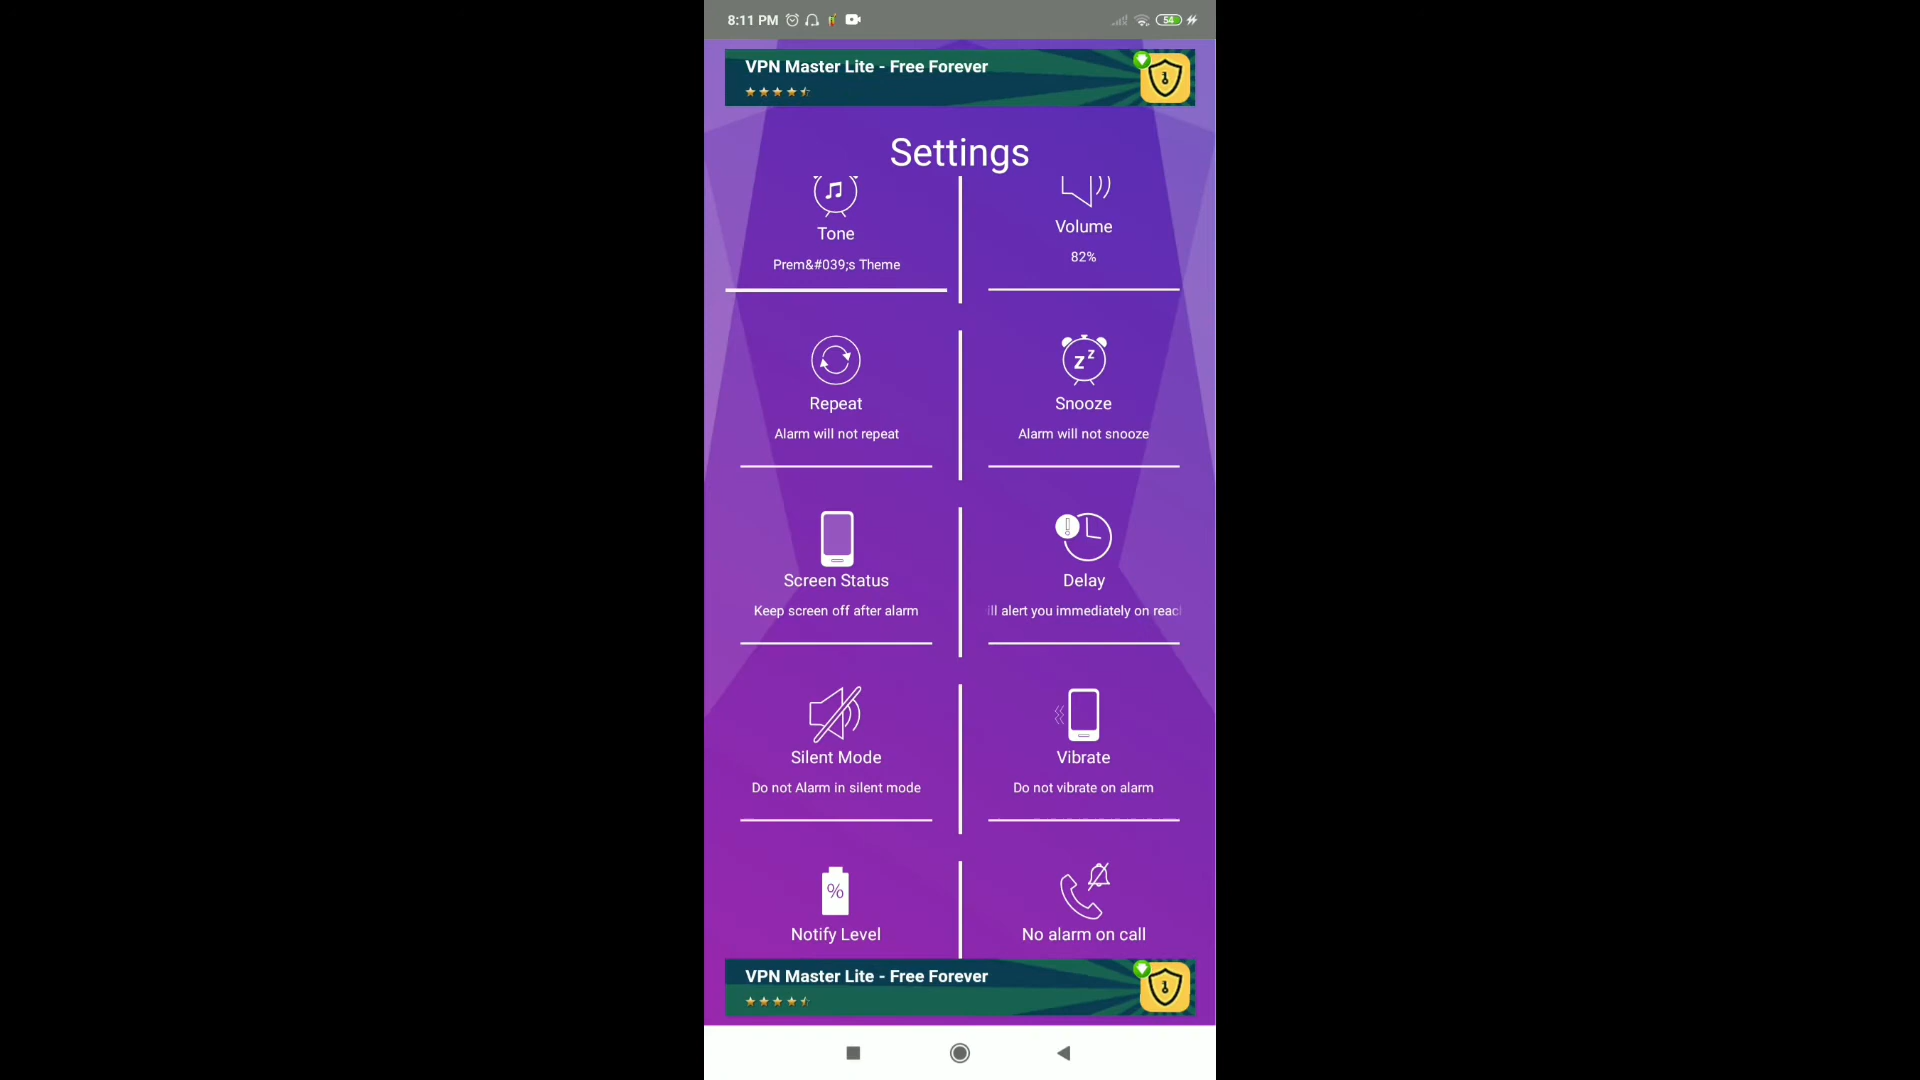 8:11 PM 54
VPN Master Lite - Free Forever
Settings
Tone Volume
Prem&#039;s Theme 82%
Repeat Snooze
Alarm will not repeat Alarm will not snooze
Screen Status Delay
Keep screen off after alarm ill alert you immediately on reac
Silent Mode Vibrate
Do not Alarm in silent mode Do not vibrate on alarm
%
Notify Level No alarm on call
VPN Master Lite - Free Forever